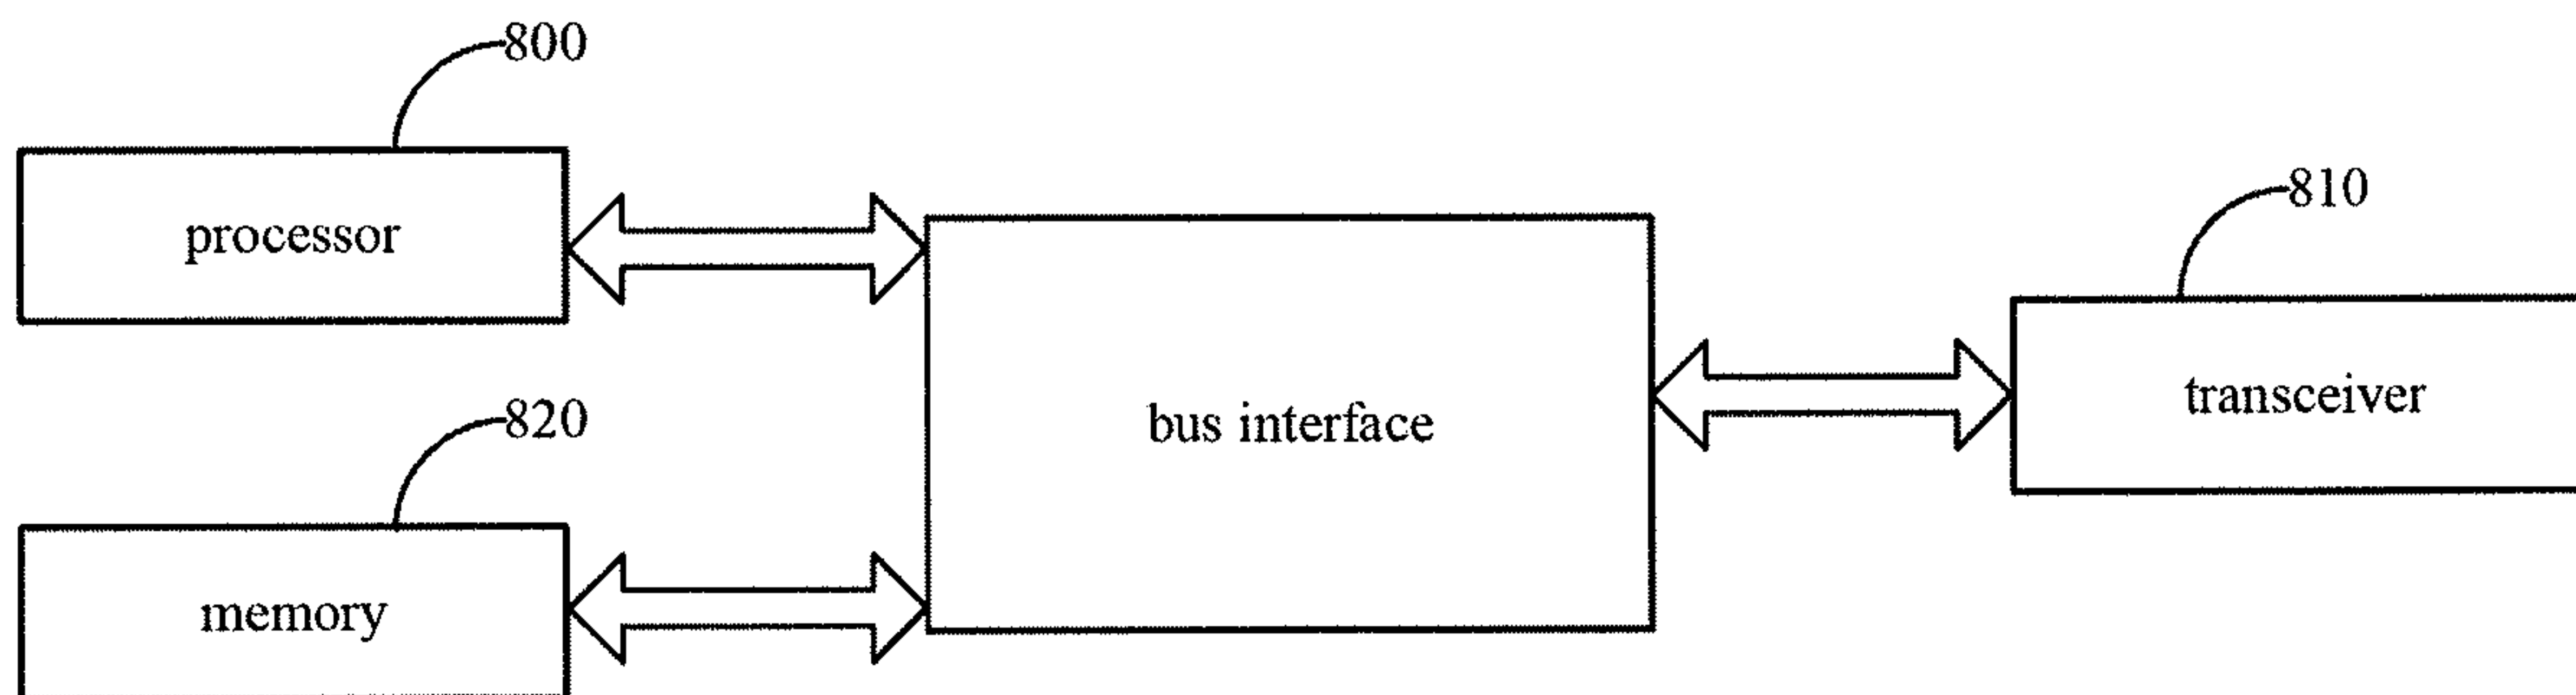 800
processor
810
bus interface
transceiver
820
memory